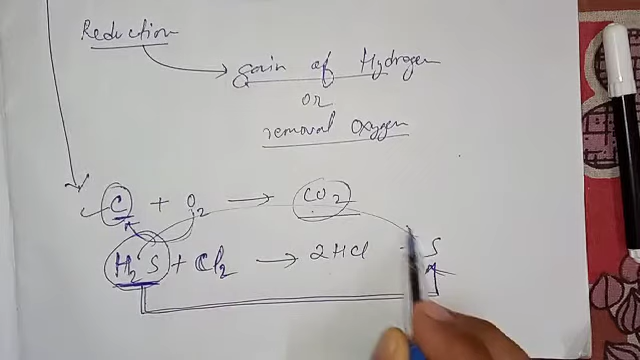 Reduction
gain of Hydrogen
or
removal oxygen
C + O2 → CO2
H2S + Cl2 → 2HCl + S